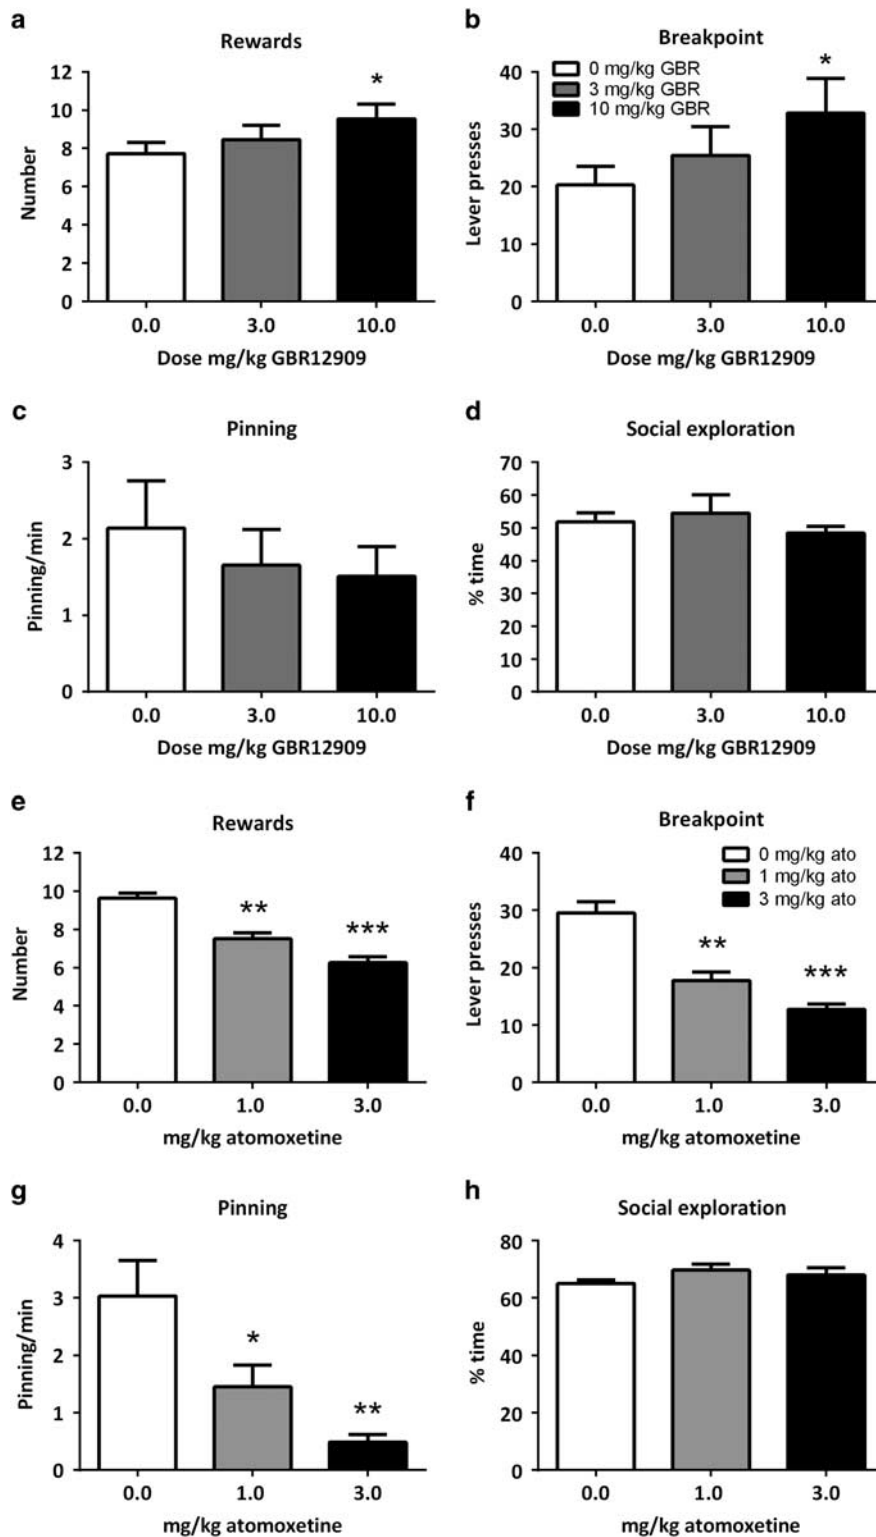 a
Rewards
Number
12
10
8
6
4
2
0
*
0.0 3.0 10.0
Dose mg/kg GBR12909
b
Breakpoint
Lever presses
40
30
20
10
0
0 mg/kg GBR
3 mg/kg GBR
10 mg/kg GBR
*
0.0 3.0 10.0
Dose mg/kg GBR12909
c
Pinning
Pinning/min
3
2
1
0
0.0 3.0 10.0
Dose mg/kg GBR12909
d
Social exploration
% time
70
60
50
40
30
20
10
0
0.0 3.0 10.0
Dose mg/kg GBR12909
e
Rewards
Number
12
10
8
6
4
2
0
**
***
0.0 1.0 3.0
mg/kg atomoxetine
f
Breakpoint
Lever presses
40
30
20
10
0
0 mg/kg ato
1 mg/kg ato
3 mg/kg ato
**
***
0.0 1.0 3.0
mg/kg atomoxetine
g
Pinning
Pinning/min
4
3
2
1
0
*
**
0.0 1.0 3.0
mg/kg atomoxetine
h
Social exploration
% time
80
60
40
20
0
0.0 1.0 3.0
mg/kg atomoxetine